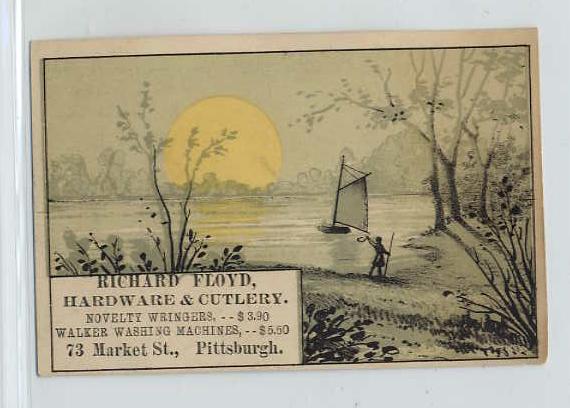 RICHARD FLOYD,
HARDWARE & CUTLERY.
NOVELTY WRINGERS, - - $3.90
WALKER WASHING MACHINES, - - $5.50
73 Market St., Pittsburgh.